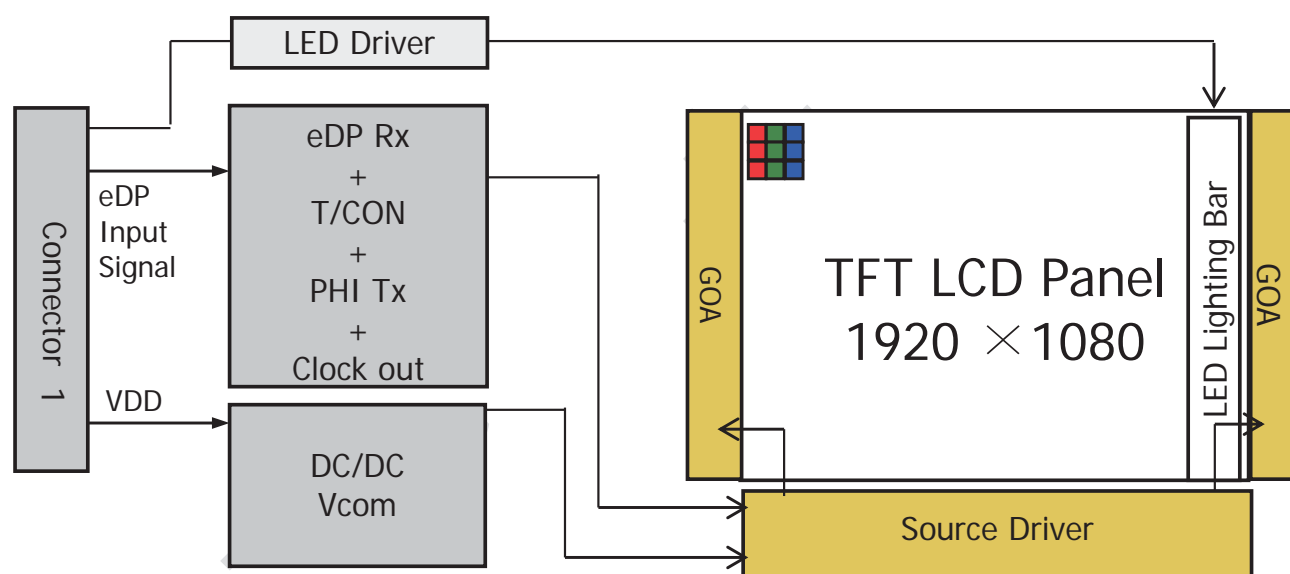 LED Driver
eDP Rx
+
T/CON
+
PHI Tx
+
Clock out
eDP
Input
Signal
Connector 1
VDD
DC/DC
Vcom
GOA
TFT LCD Panel
1920 ×1080
LED Lighting Bar
GOA
Source Driver